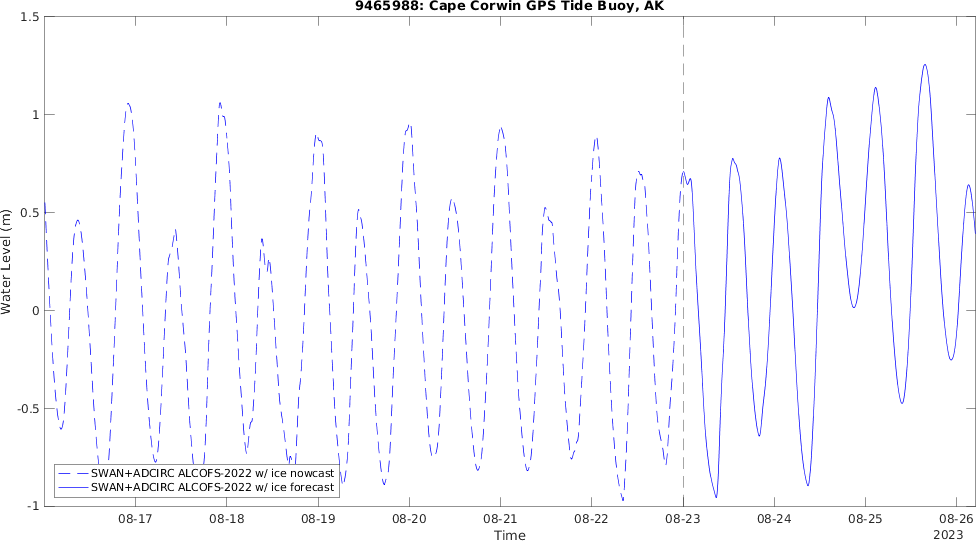 9465988: Cape Corwin GPS Tide Buoy, AK
1.5
1
0.5
0
-0.5
-1
Water Level (m)
SWAN+ADCIRC ALCOFS-2022 w/ ice nowcast
SWAN+ADCIRC ALCOFS-2022 w/ ice forecast
08-17 08-18 08-19 08-20 08-21 08-22 08-23 08-24 08-25 08-26
Time
2023